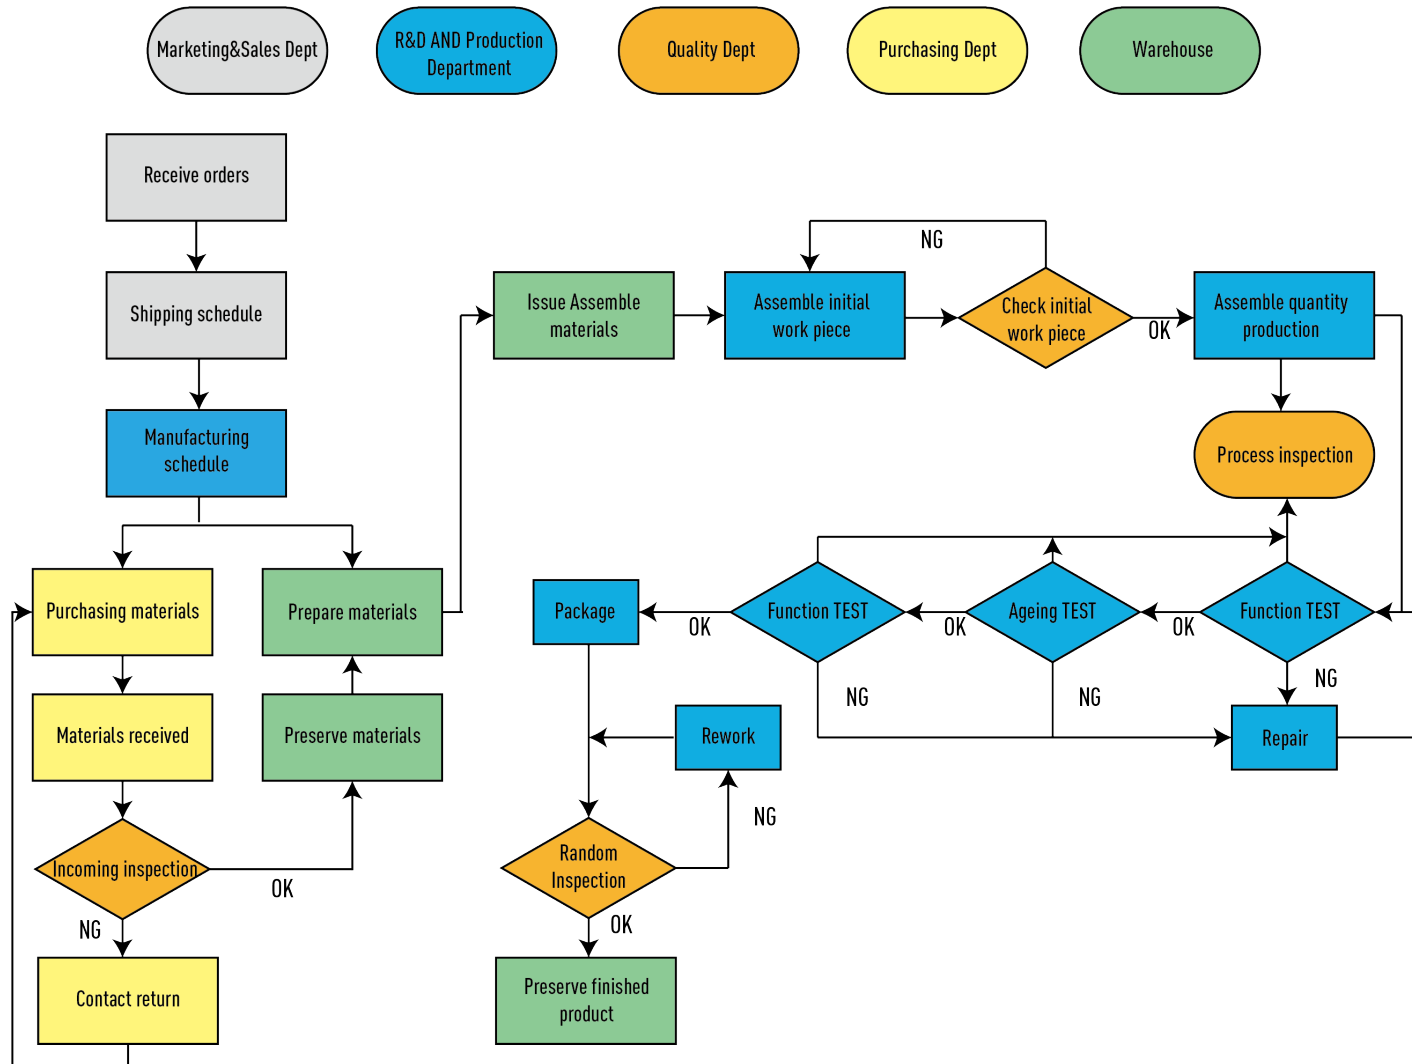 Marketing&Sales Dept
R&D AND Production
Department
Quality Dept
Purchasing Dept
Warehouse
Receive orders
Shipping schedule
Manufacturing
schedule
Purchasing materials
Prepare materials
Materials received
Preserve materials
Incoming inspection
OK
NG
Contact return
Issue Assemble
materials
Assemble initial
work piece
NG
Check initial
work piece
OK
Assemble quantity
production
Process inspection
Function TEST
OK
NG
Ageing TEST
OK
NG
Function TEST
OK
NG
Repair
Package
Rework
NG
Random
Inspection
OK
Preserve finished
product